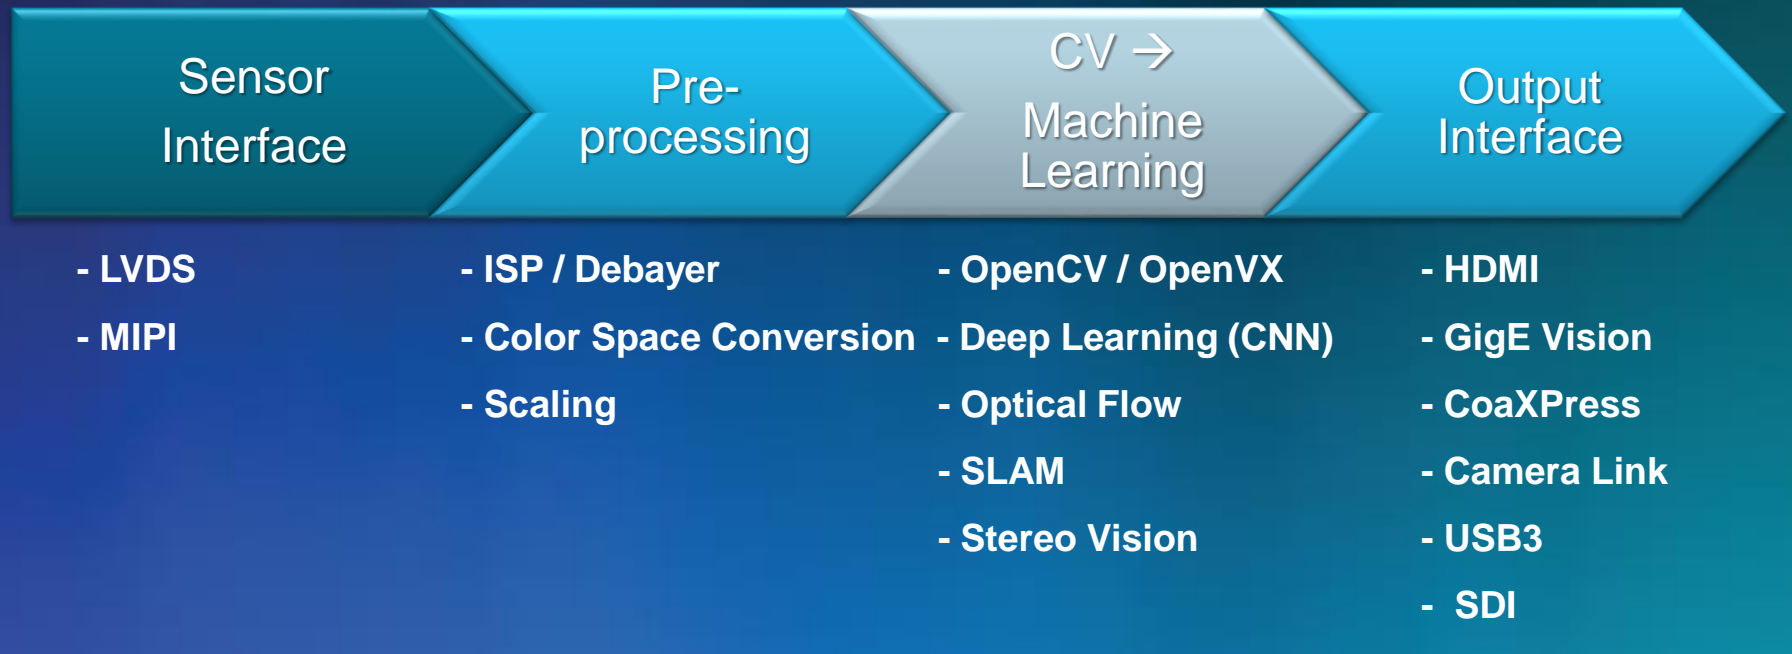 Sensor
Interface
Pre-
processing
CV →
Machine
Learning
Output
Interface
- LVDS
- MIPI
- ISP / Debayer
- Color Space Conversion
- Scaling
- OpenCV / OpenVX
- Deep Learning (CNN)
- Optical Flow
- SLAM
- Stereo Vision
- HDMI
- GigE Vision
- CoaXPress
- Camera Link
- USB3
- SDI